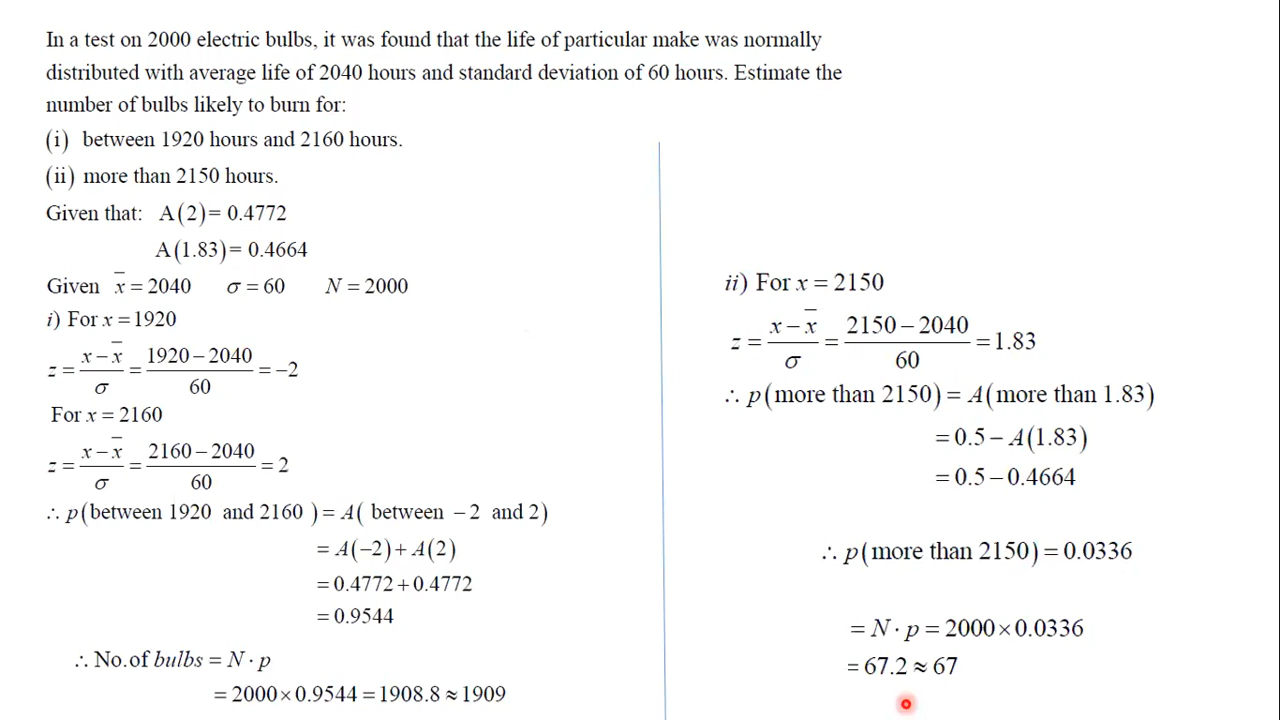 In a test on 2000 electric bulbs, it was found that the life of particular make was normally
distributed with average life of 2040 hours and standard deviation of 60 hours. Estimate the
number of bulbs likely to burn for:
(i) between 1920 hours and 2160 hours.
(ii) more than 2150 hours.
Given that: A(2)= 0.4772
A(1.83)= 0.4664
Given x̄ = 2040 σ = 60 N = 2000
i) For x = 1920
z = (x − x̄)/σ = (1920 − 2040)/60 = −2
For x = 2160
z = (x − x̄)/σ = (2160 − 2040)/60 = 2
∴ p(between 1920 and 2160 ) = A( between −2 and 2)
= A(−2) + A(2)
= 0.4772 + 0.4772
= 0.9544
∴ No.of bulbs = N · p
= 2000 × 0.9544 = 1908.8 ≈ 1909
ii) For x = 2150
z = (x − x̄)/σ = (2150 − 2040)/60 = 1.83
∴ p(more than 2150) = A(more than 1.83)
= 0.5 − A(1.83)
= 0.5 − 0.4664
∴ p(more than 2150) = 0.0336
= N · p = 2000 × 0.0336
= 67.2 ≈ 67